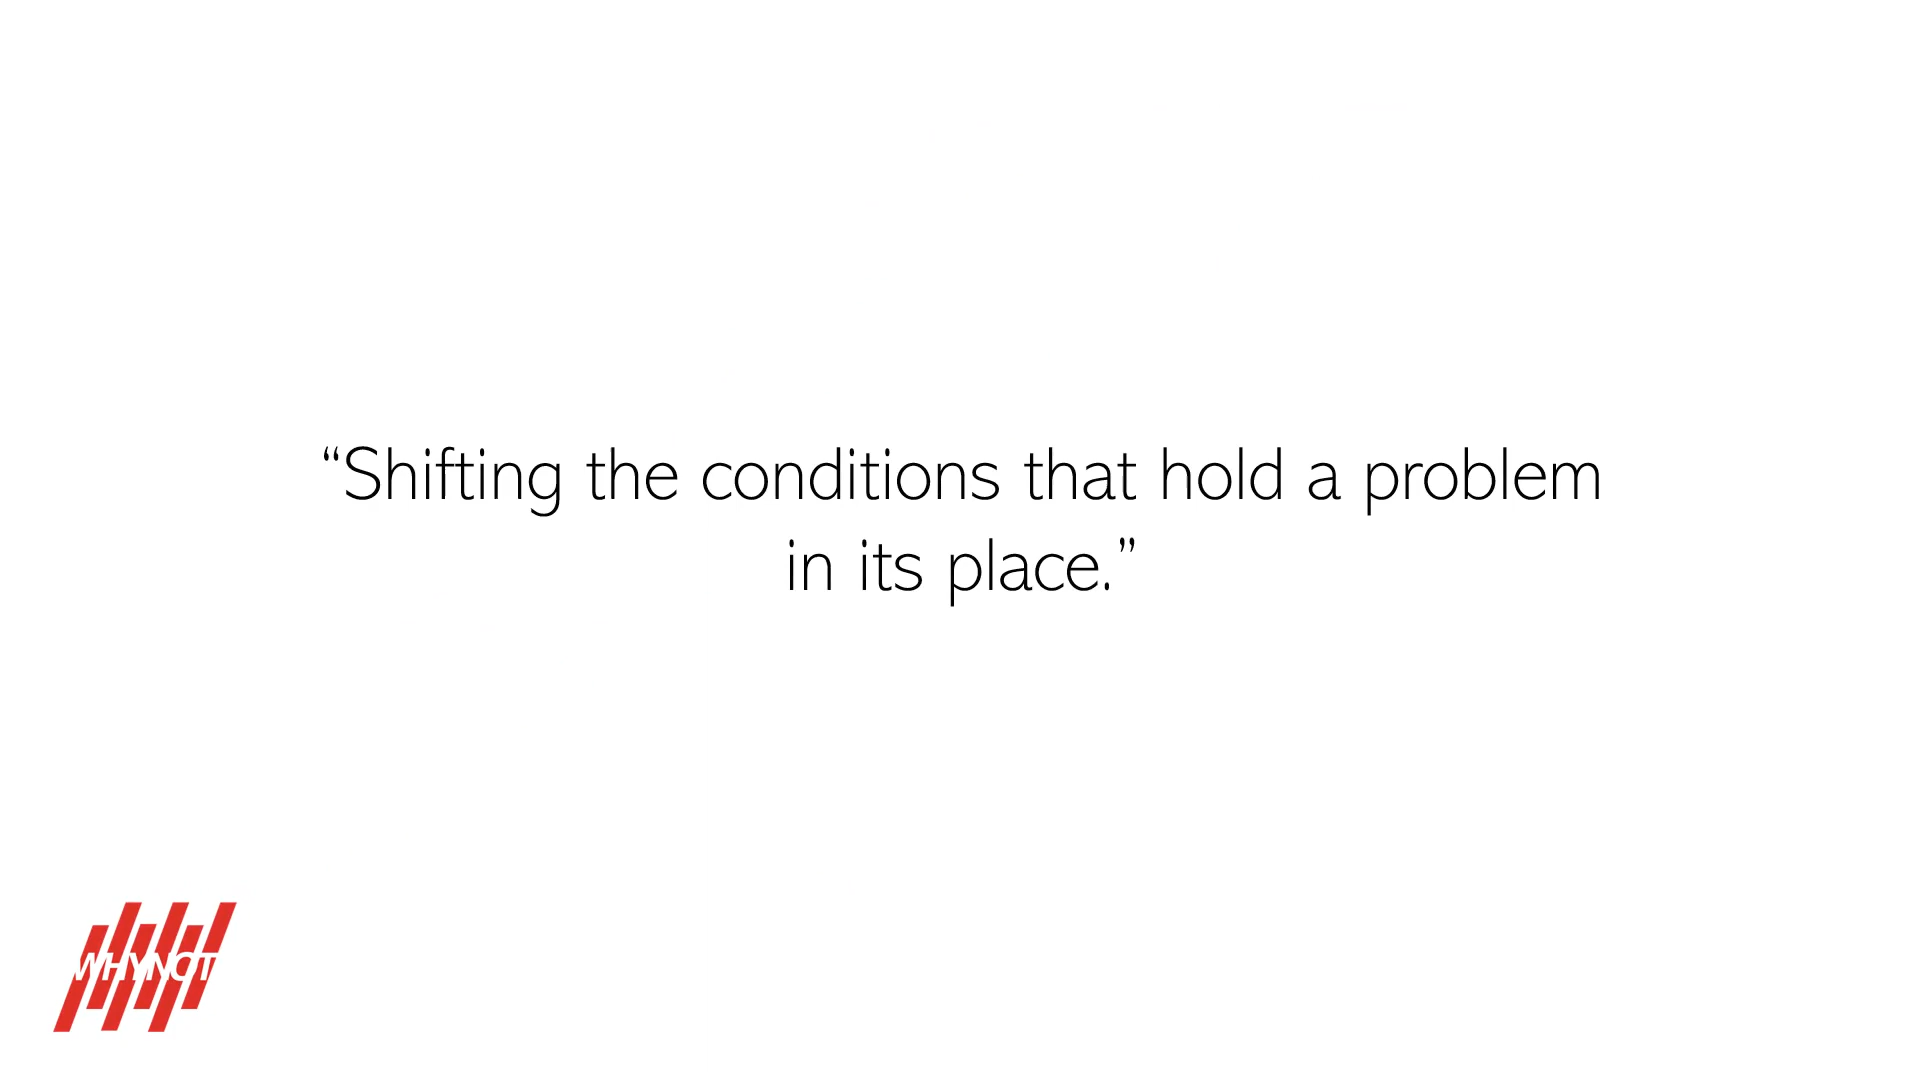 “Shifting the conditions that hold a problem
in its place.”
WHYNOT